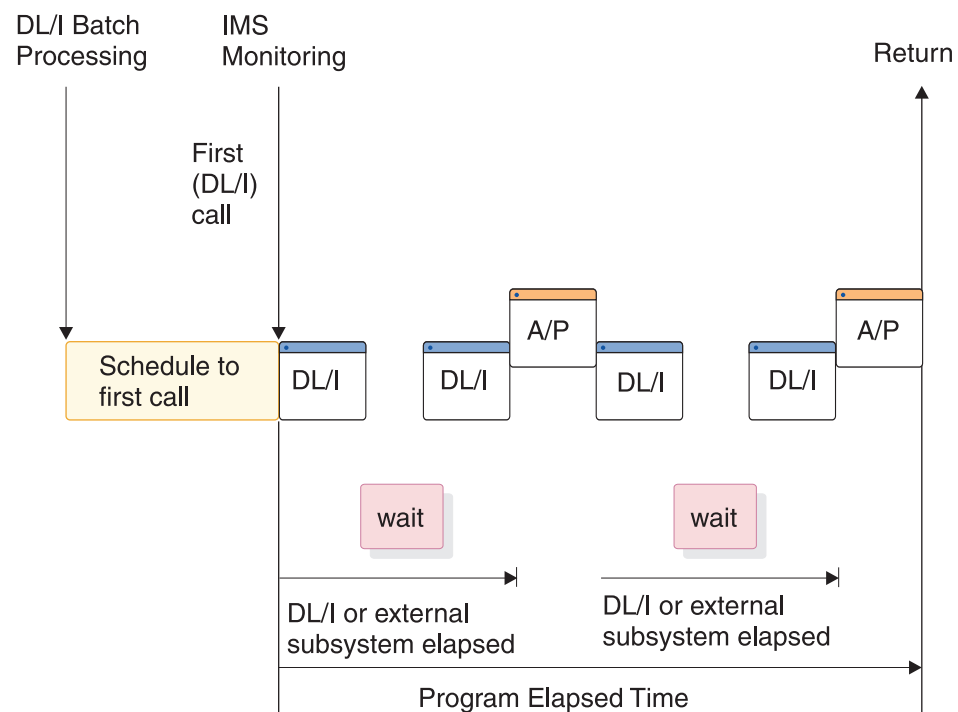 DL/I Batch
Processing
IMS
Monitoring
Return
First
(DL/I)
call
Schedule to
first call
DL/I
DL/I
A/P
DL/I
DL/I
A/P
wait
wait
DL/I or external
subsystem elapsed
DL/I or external
subsystem elapsed
Program Elapsed Time